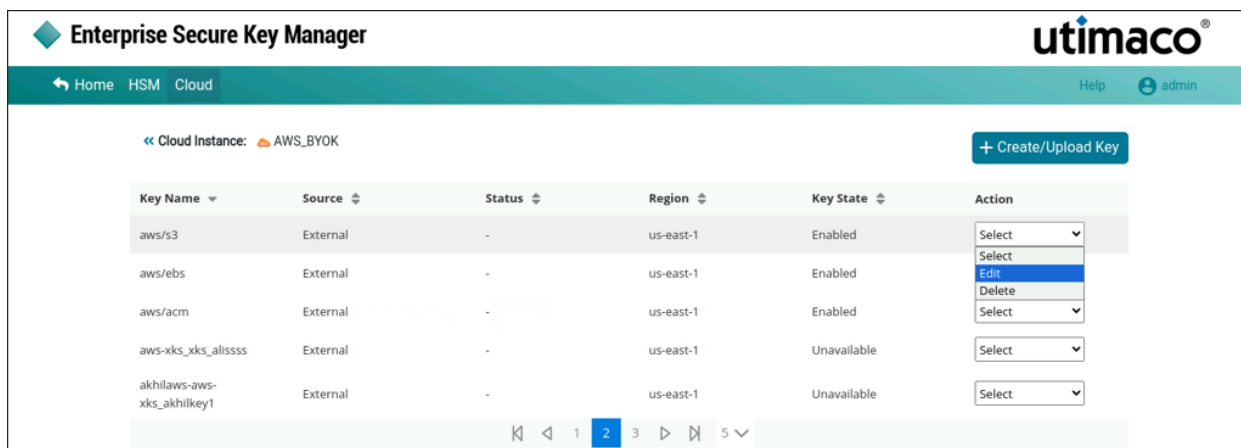 Enterprise Secure Key Manager
utimaco®
Home HSM Cloud Help admin
« Cloud Instance: AWS_BYOK
+ Create/Upload Key
Key Name Source Status Region Key State Action
aws/s3 External - us-east-1 Enabled Select
Select
Edit
Delete
aws/ebs External - us-east-1 Enabled
aws/acm External - us-east-1 Enabled Select
aws-xks_xks_alissss External - us-east-1 Unavailable Select
akhilaws-aws-
xks_akhilkey1 External - us-east-1 Unavailable Select
1 2 3 5